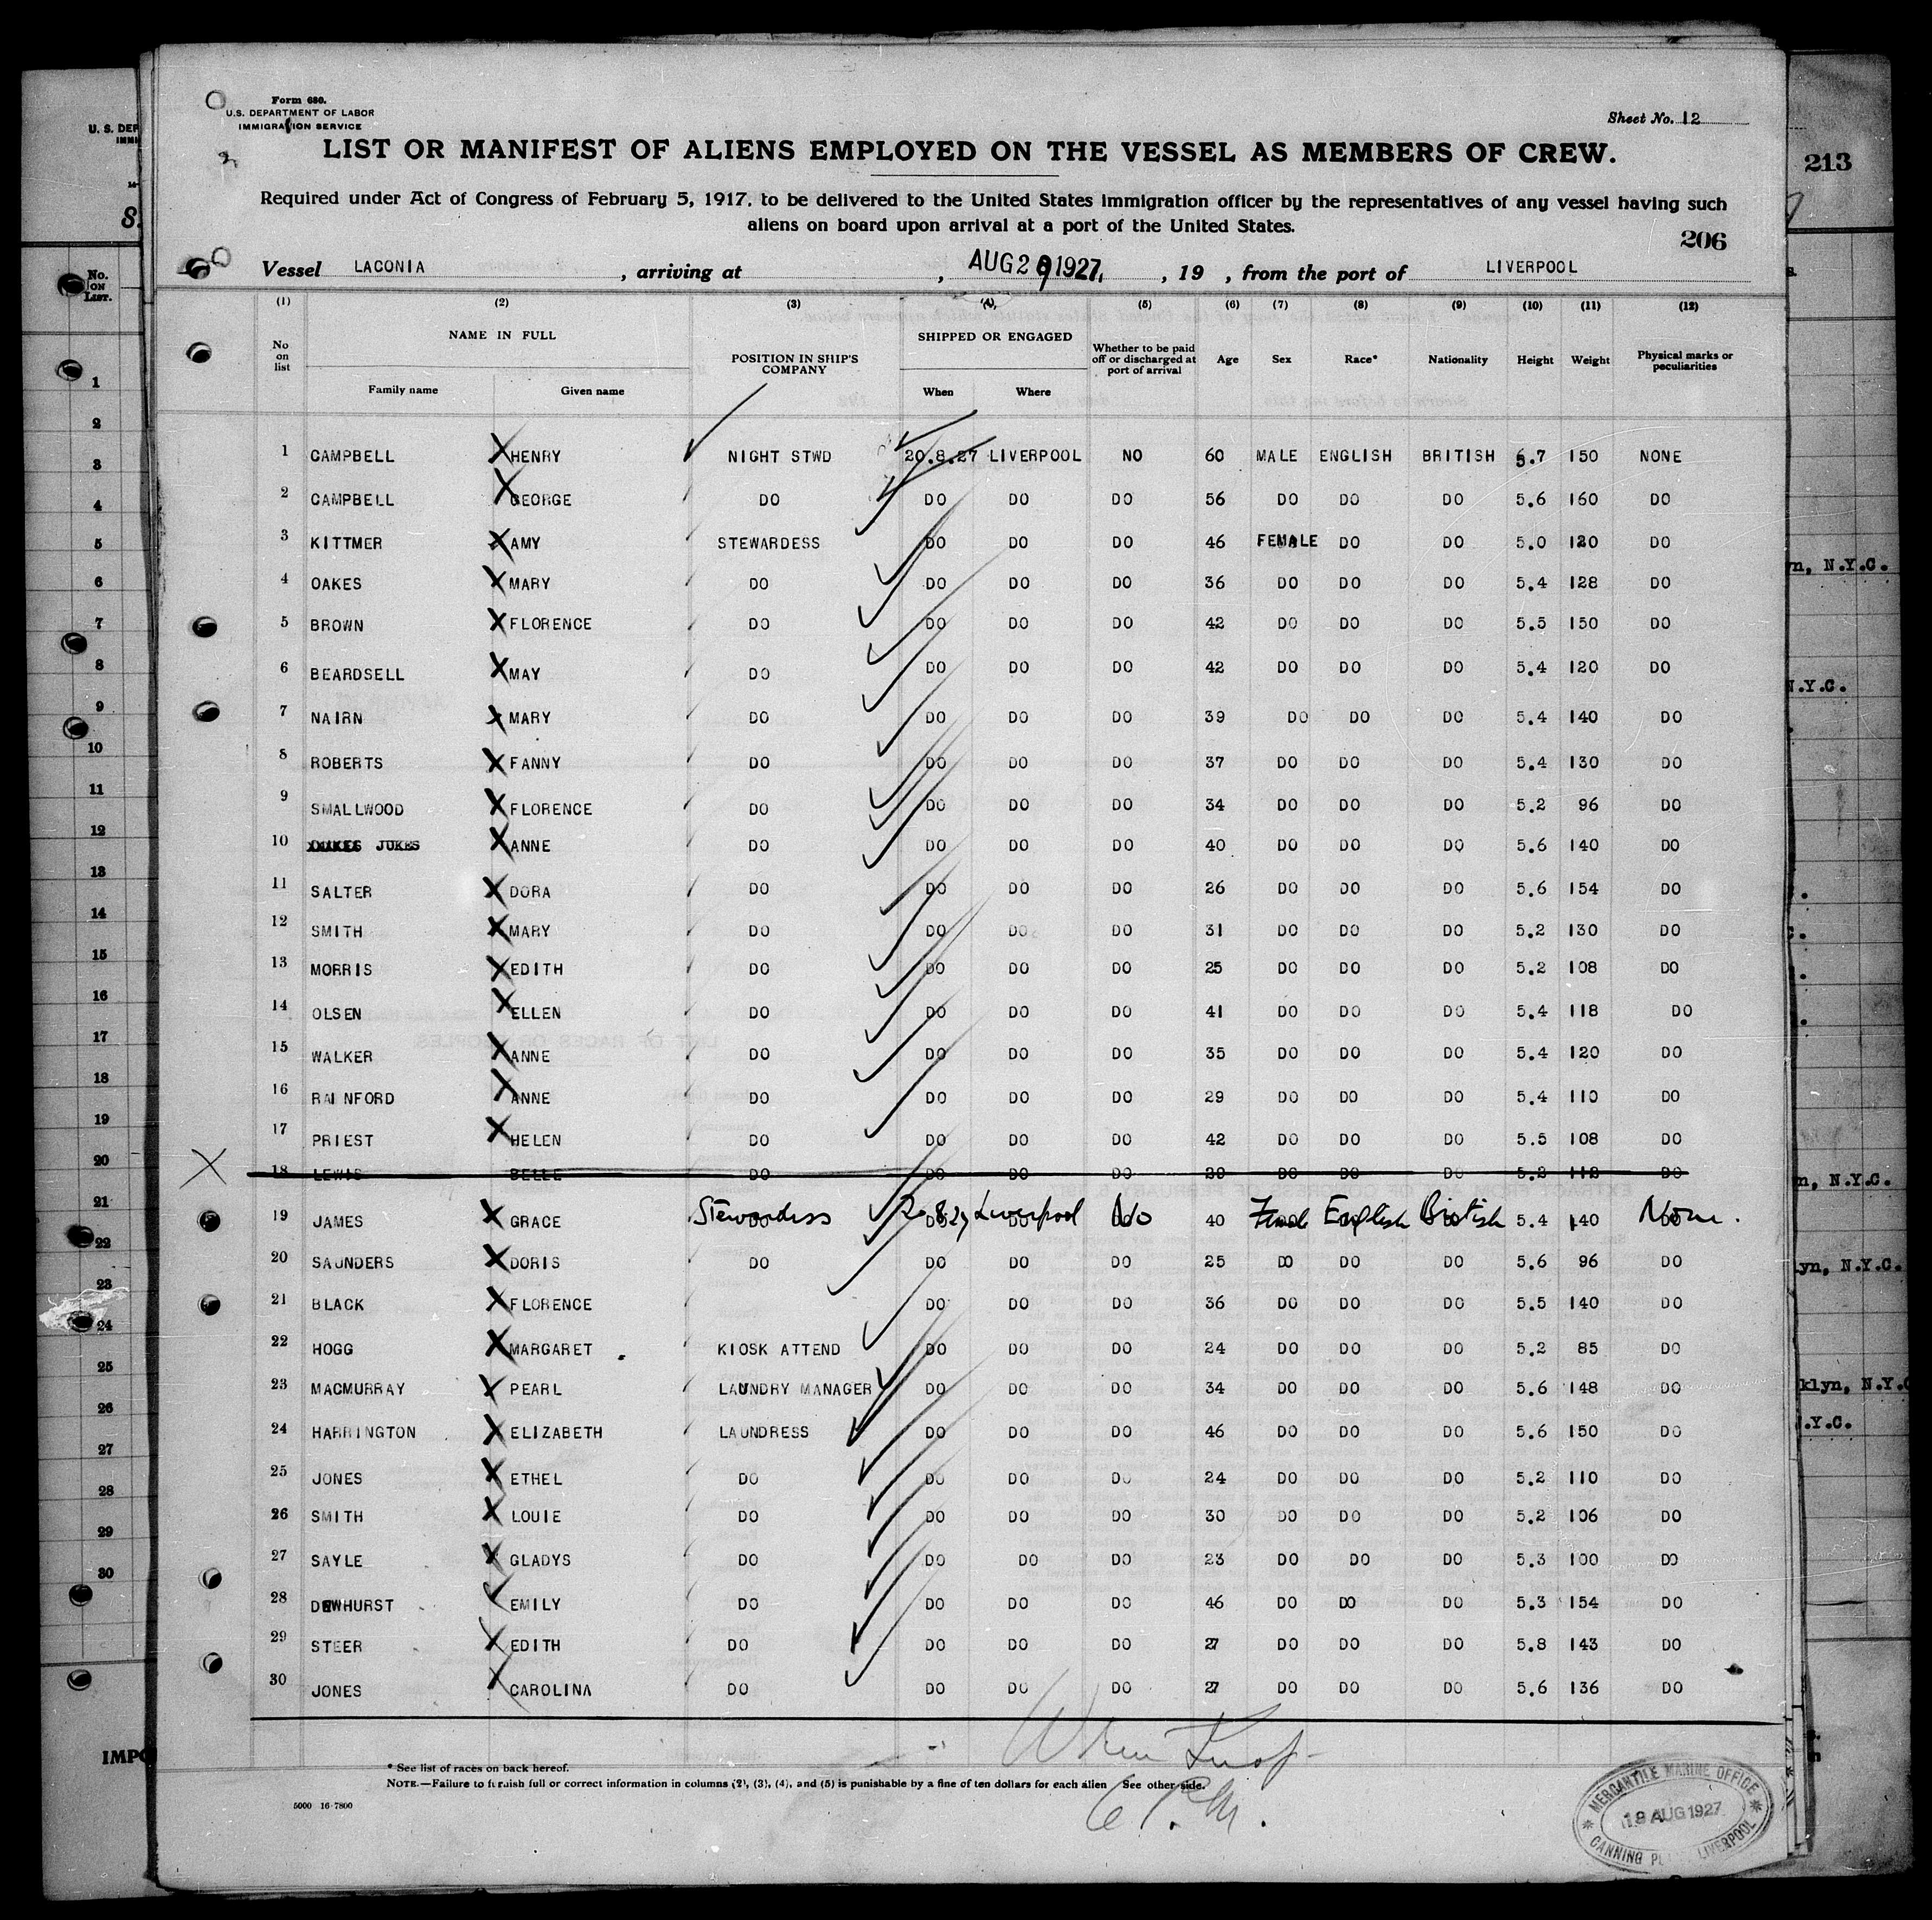 Form 680.
U.S. DEPARTMENT OF LABOR
IMMIGRATION SERVICE
Sheet No. 12
LIST OR MANIFEST OF ALIENS EMPLOYED ON THE VESSEL AS MEMBERS OF CREW.
Required under Act of Congress of February 5, 1917, to be delivered to the United States immigration officer by the representatives of any vessel having such
aliens on board upon arrival at a port of the United States.
206
213
Vessel LACONIA, arriving at , AUG 29 1927, 19 , from the port of LIVERPOOL
(1) (2) (3) (4) (5) (6) (7) (8) (9) (10) (11) (12)
No on list NAME IN FULL Family name Given name POSITION IN SHIP'S COMPANY SHIPPED OR ENGAGED When Where Whether to be paid off or discharged at port of arrival Age Sex Race* Nationality Height Weight Physical marks or peculiarities
1 CAMPBELL HENRY NIGHT STWD 20.8.27 LIVERPOOL NO 60 MALE ENGLISH BRITISH 5.7 150 NONE
2 CAMPBELL GEORGE DO DO DO DO 56 DO DO DO 5.6 160 DO
3 KITTMER AMY STEWARDESS DO DO DO 46 FEMALE DO DO 5.0 120 DO
4 OAKES MARY DO DO DO DO 36 DO DO DO 5.4 128 DO
5 BROWN FLORENCE DO DO DO DO 42 DO DO DO 5.5 150 DO
6 BEARDSELL MAY DO DO DO DO 42 DO DO DO 5.4 120 DO
7 NAIRN MARY DO DO DO DO 39 DO DO DO 5.4 140 DO
8 ROBERTS FANNY DO DO DO DO 37 DO DO DO 5.4 130 DO
9 SMALLWOOD FLORENCE DO DO DO DO 34 DO DO DO 5.2 96 DO
10 JUKES ANNE DO DO DO DO 40 DO DO DO 5.6 140 DO
11 SALTER DORA DO DO DO DO 26 DO DO DO 5.6 154 DO
12 SMITH MARY DO DO DO DO 31 DO DO DO 5.2 130 DO
13 MORRIS EDITH DO DO DO DO 25 DO DO DO 5.2 108 DO
14 OLSEN ELLEN DO DO DO DO 41 DO DO DO 5.4 118 DO
15 WALKER ANNE DO DO DO DO 35 DO DO DO 5.4 120 DO
16 RAINFORD ANNE DO DO DO DO 29 DO DO DO 5.4 110 DO
17 PRIEST HELEN DO DO DO DO 42 DO DO DO 5.5 108 DO
18 LEWIS BELLE DO DO DO DO DO DO DO DO
19 JAMES GRACE Stewardess 20.8.27 Liverpool No 40 English British 5.4 140 None.
20 SAUNDERS DORIS DO DO DO DO 25 DO DO DO 5.6 96 DO
21 BLACK FLORENCE DO DO DO 36 DO DO DO 5.5 140 DO
22 HOGG MARGARET KIOSK ATTEND DO DO DO 24 DO DO DO 5.2 85 DO
23 MACMURRAY PEARL LAUNDRY MANAGER DO DO DO 34 DO DO DO 5.6 148 DO
24 HARRINGTON ELIZABETH LAUNDRESS DO DO DO 46 DO DO DO 5.6 150 DO
25 JONES ETHEL DO DO DO DO 24 DO DO DO 5.2 110 DO
26 SMITH LOUIE DO DO DO DO 30 DO DO DO 5.2 106 DO
27 SAYLE GLADYS DO DO DO DO 23 DO DO DO 5.3 100 DO
28 DEWHURST EMILY DO DO DO DO 46 DO DO DO 5.3 154 DO
29 STEER EDITH DO DO DO DO 27 DO DO DO 5.8 143 DO
30 JONES CAROLINA DO DO DO DO 27 DO DO DO 5.6 136 DO
* See list of races on back hereof.
NOTE.—Failure to furnish full or correct information in columns (2), (3), (4), and (5) is punishable by a fine of ten dollars for each alien See other side.
5000 16-7800
MERCANTILE MARINE OFFICE
18 AUG 1927
CANNING PL LIVERPOOL